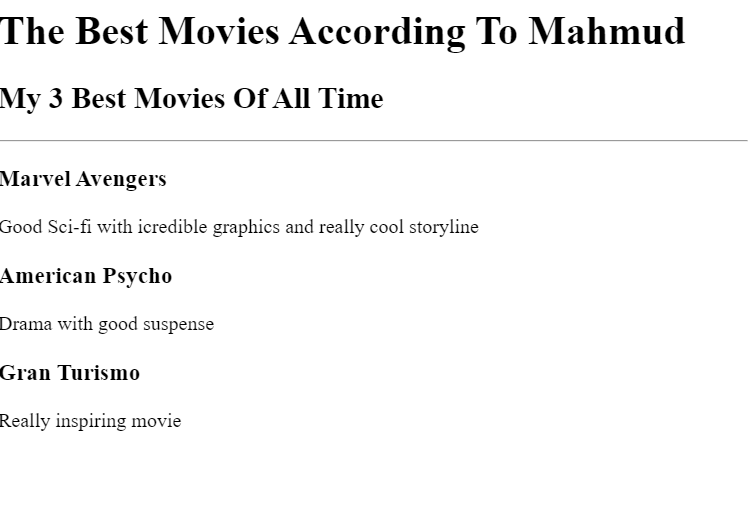 The Best Movies According To Mahmud
My 3 Best Movies Of All Time
Marvel Avengers
Good Sci-fi with icredible graphics and really cool storyline
American Psycho
Drama with good suspense
Gran Turismo
Really inspiring movie